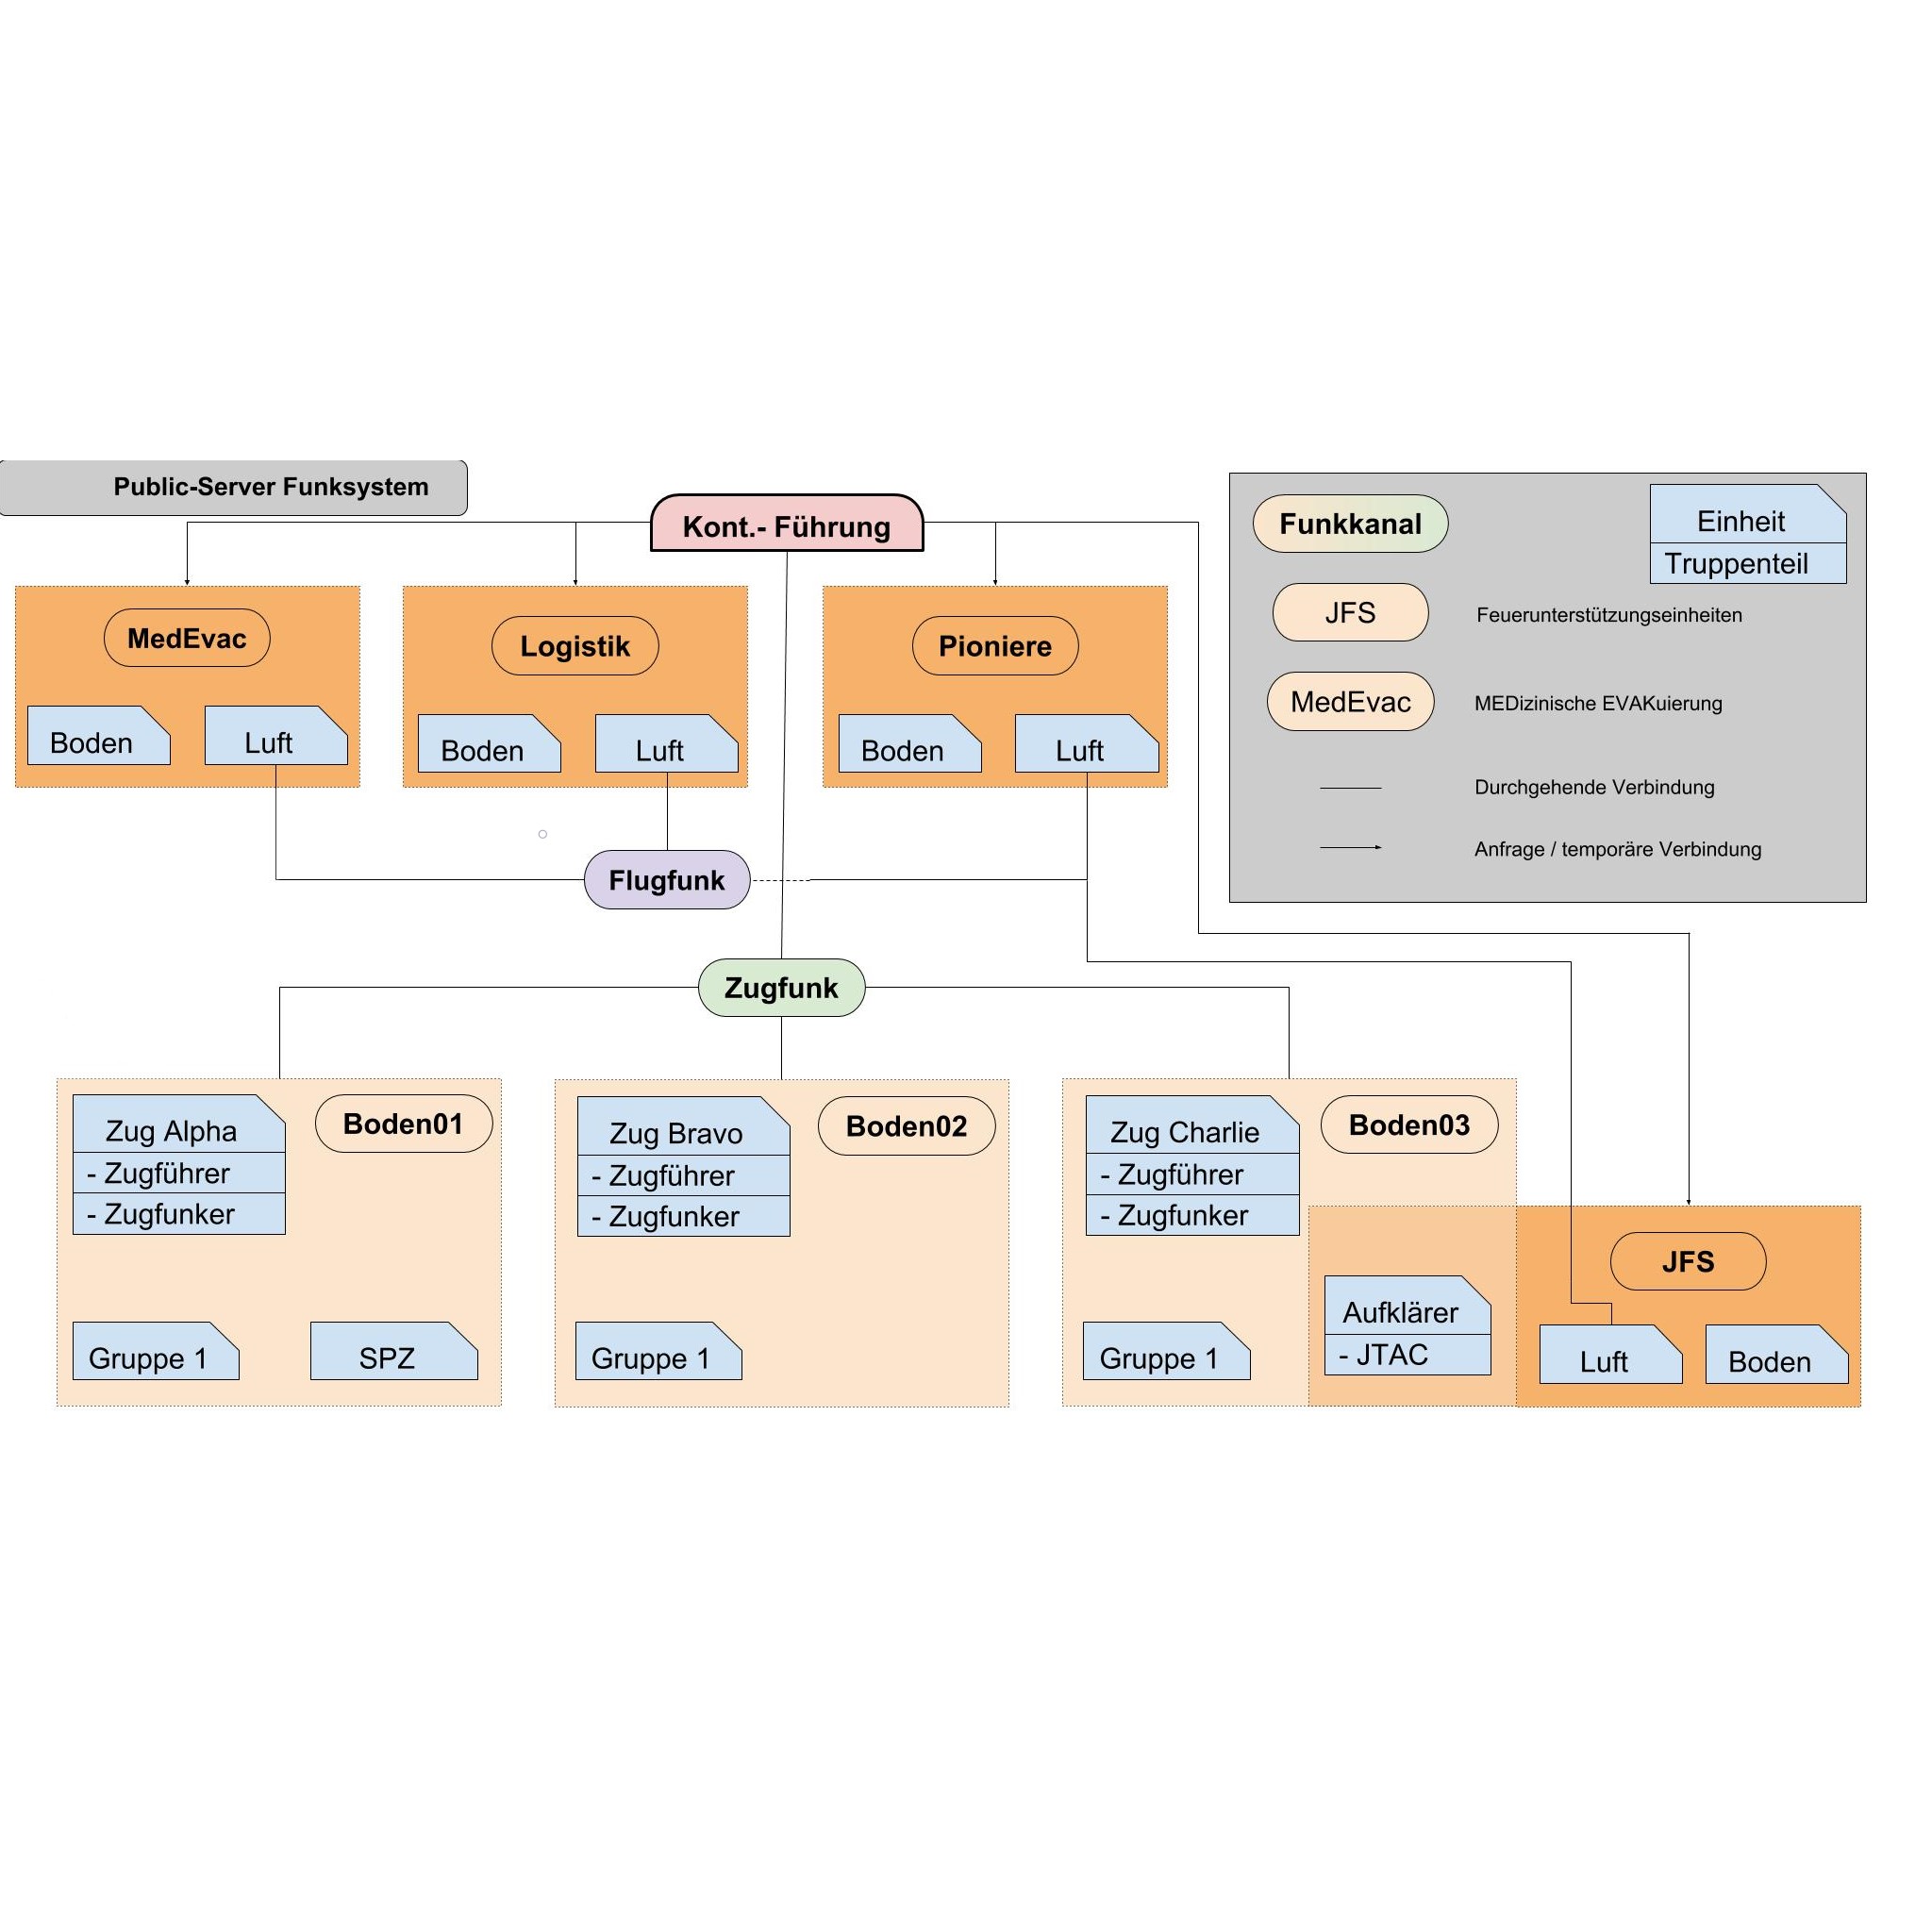 Public-Server Funksystem
Kont.- Führung
MedEvac
Boden
Luft
Logistik
Boden
Luft
Pioniere
Boden
Luft
Funkkanal
Einheit
Truppenteil
JFS
Feuerunterstützungseinheiten
MedEvac
MEDizinische EVAKuierung
Durchgehende Verbindung
Anfrage / temporäre Verbindung
Flugfunk
Zugfunk
Zug Alpha
- Zugführer
- Zugfunker
Boden01
Gruppe 1
SPZ
Zug Bravo
- Zugführer
- Zugfunker
Boden02
Gruppe 1
Zug Charlie
- Zugführer
- Zugfunker
Boden03
Gruppe 1
Aufklärer
- JTAC
JFS
Luft
Boden